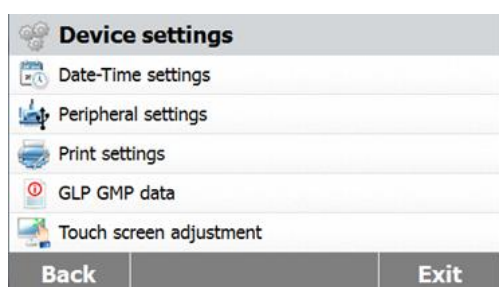 Device settings
Date-Time settings
Peripheral settings
Print settings
GLP GMP data
Touch screen adjustment
Back Exit